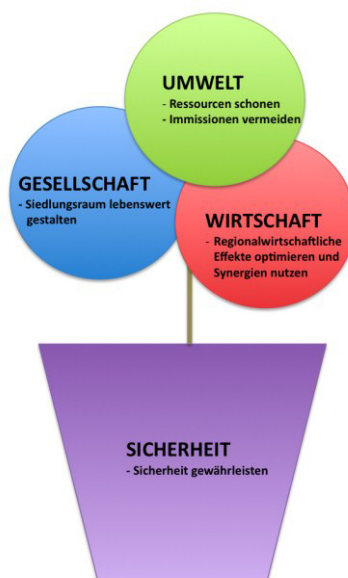 UMWELT
- Ressourcen schonen
- Immissionen vermeiden
GESELLSCHAFT
- Siedlungsraum lebenswert
gestalten
WIRTSCHAFT
- Regionalwirtschaftliche
Effekte optimieren und
Synergien nutzen
SICHERHEIT
- Sicherheit gewährleisten